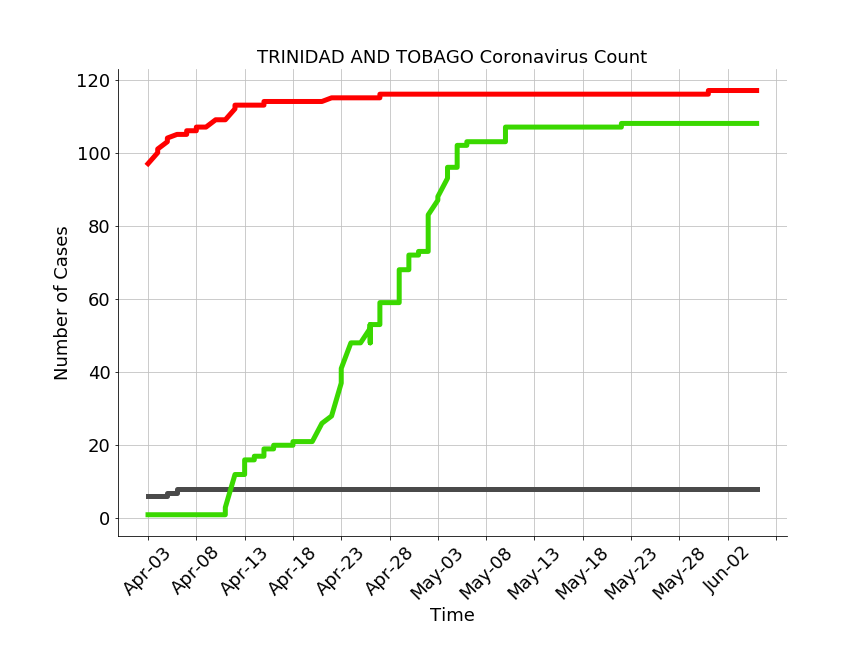 TRINIDAD AND TOBAGO Coronavirus Count
120
100
80
60
40
20
0
Number of Cases
Apr-03
Apr-08
Apr-13
Apr-18
Apr-23
Apr-28
May-03
May-08
May-13
May-18
May-23
May-28
Jun-02
Time